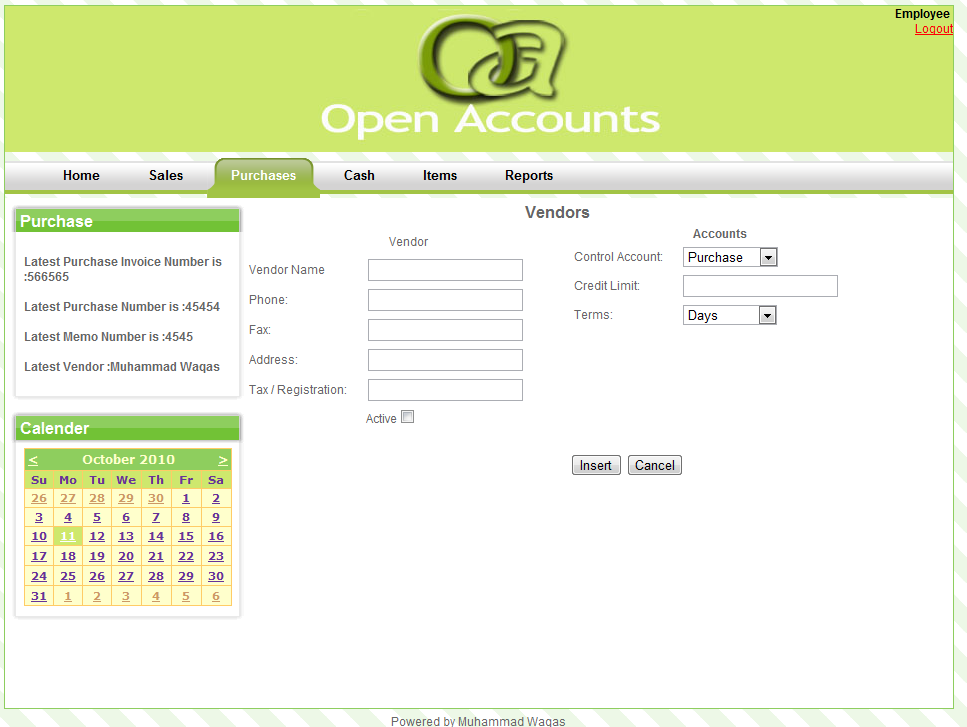 Employee
Logout
Oa
Open Accounts
Home Sales Purchases Cash Items Reports
Purchase
Latest Purchase Invoice Number is
:566565
Latest Purchase Number is :45454
Latest Memo Number is :4545
Latest Vendor :Muhammad Waqas
Calender
< October 2010 >
Su Mo Tu We Th Fr Sa
26 27 28 29 30 1 2
3 4 5 6 7 8 9
10 11 12 13 14 15 16
17 18 19 20 21 22 23
24 25 26 27 28 29 30
31 1 2 3 4 5 6
Vendors
Vendor
Vendor Name
Phone:
Fax:
Address:
Tax / Registration:
Active
Accounts
Control Account: Purchase
Credit Limit:
Terms: Days
Insert Cancel
Powered by Muhammad Waqas